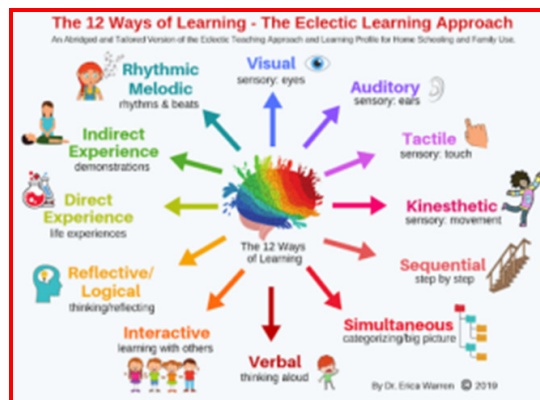 The 12 Ways of Learning - The Eclectic Learning Approach
An Abridged and Tailored Version of the Eclectic Teaching Approach and Learning Profile for Home Schooling and Family Use.
Visual
sensory: eyes
Auditory
sensory: ears
Tactile
sensory: touch
Kinesthetic
sensory: movement
Sequential
step by step
Simultaneous
categorizing/big picture
Verbal
thinking aloud
Interactive
learning with others
Reflective/
Logical
thinking/reflecting
Direct
Experience
life experiences
Indirect
Experience
demonstrations
Rhythmic
Melodic
rhythms & beats
The 12 Ways
of Learning
By Dr. Erica Warren © 2019